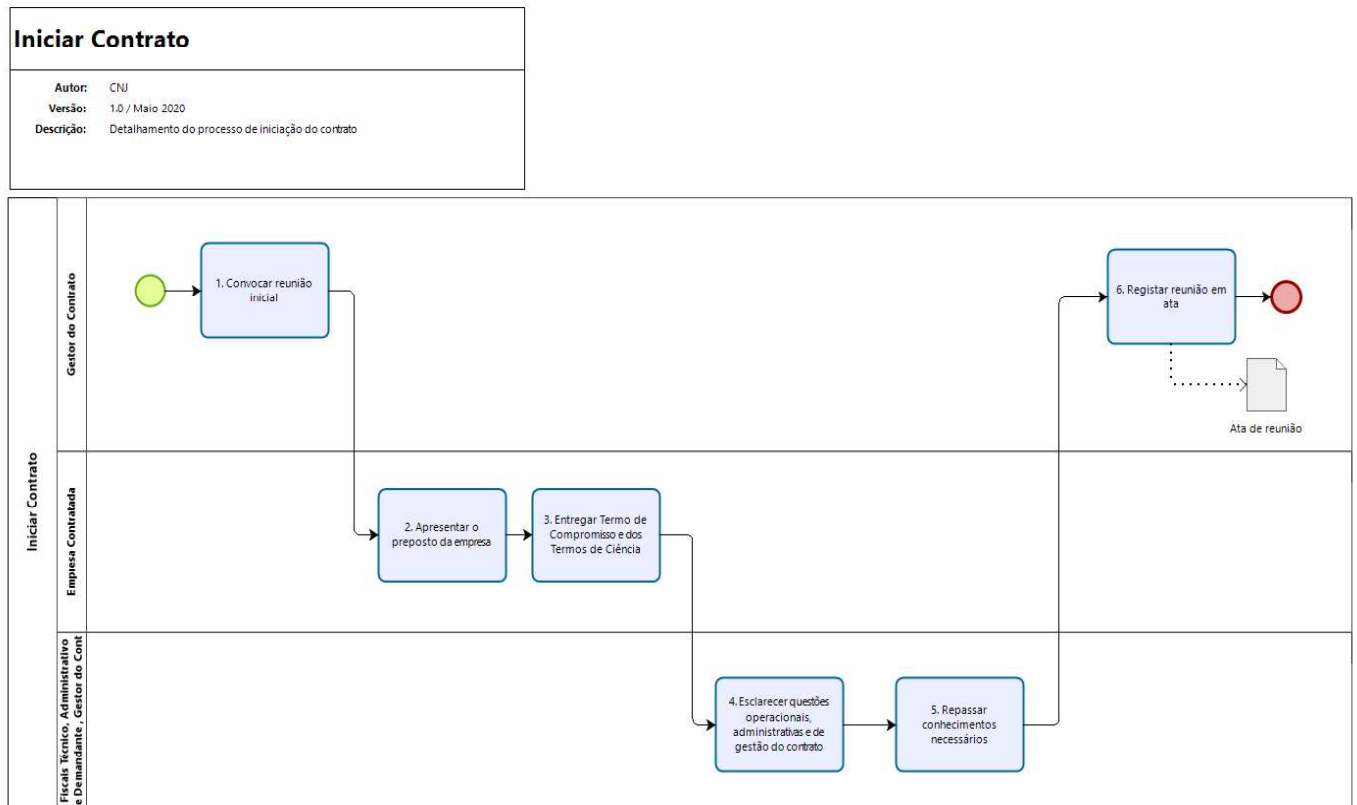 Iniciar Contrato
Autor: CNJ
Versão: 1.0 / Maio 2020
Descrição: Detalhamento do processo de iniciação do contrato
Iniciar Contrato
Gestor do Contrato
1. Convocar reunião
inicial
6. Registar reunião em
ata
Ata de reunião
Empresa Contratada
2. Apresentar o
preposto da empresa
3. Entregar Termo de
Compromisso e dos
Termos de Ciência
Fiscais Técnico, Administrativo
e Demandante , Gestor do Cont
4. Esclarecer questões
operacionais,
administrativas e de
gestão do contrato
5. Repassar
conhecimentos
necessários